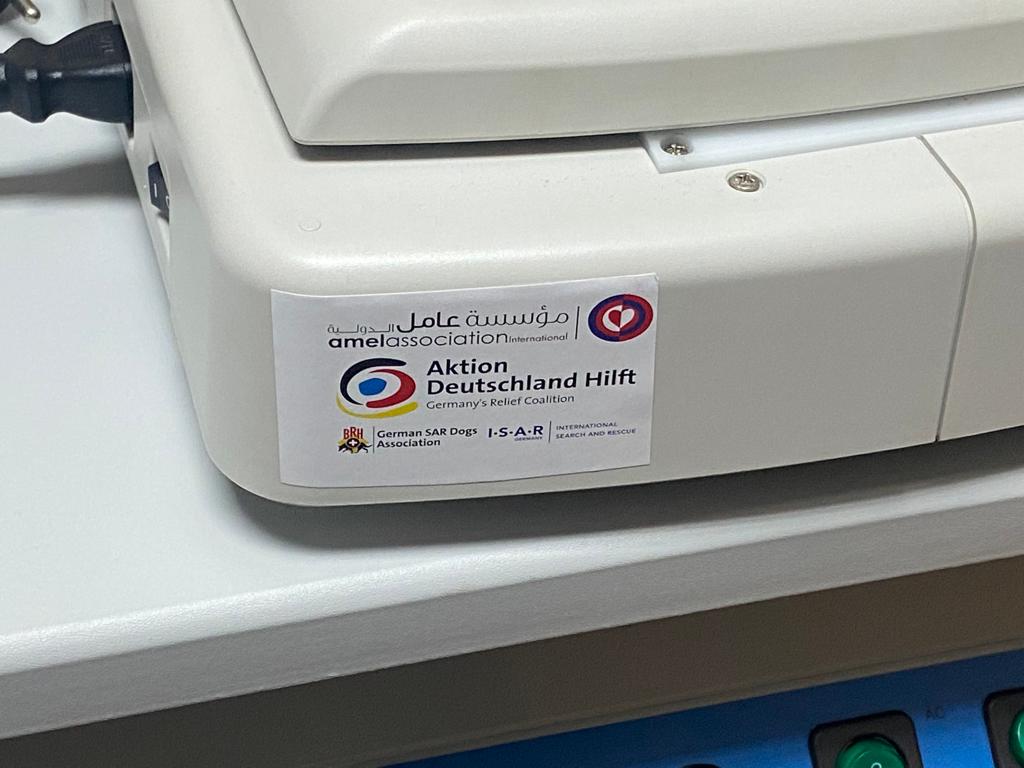 مؤسسة عامل الدولية
amelassociation International
Aktion
Deutschland Hilft
Germany's Relief Coalition
BRH
German SAR Dogs
Association
I·S·A·R
GERMANY
INTERNATIONAL
SEARCH AND RESCUE
AC